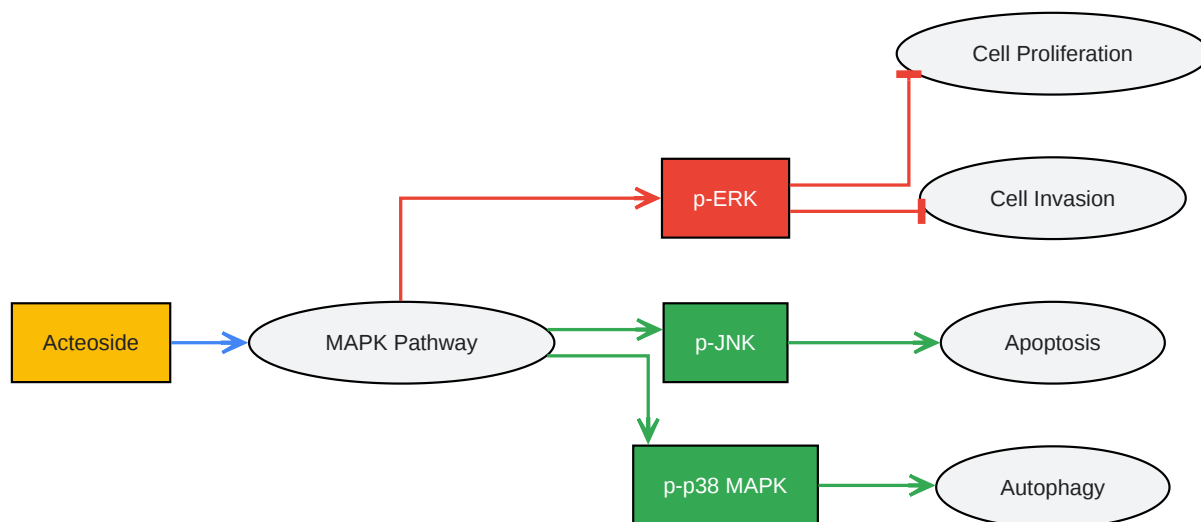 Cell Proliferation
p-ERK
Cell Invasion
Acteoside
MAPK Pathway
p-JNK
Apoptosis
p-p38 MAPK
Autophagy